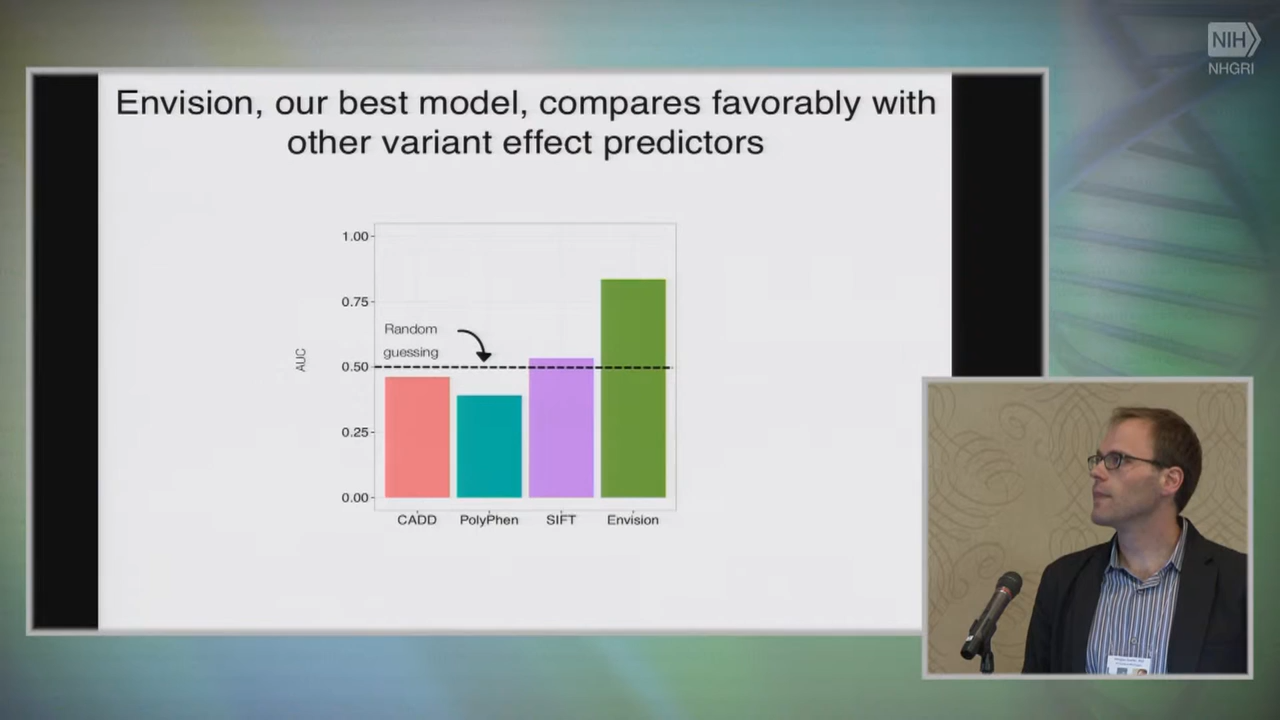 NIH
NHGRI
Envision, our best model, compares favorably with
other variant effect predictors
1.00
0.75
Random
guessing
0.50
AUC
0.25
0.00
CADD
PolyPhen
SIFT
Envision